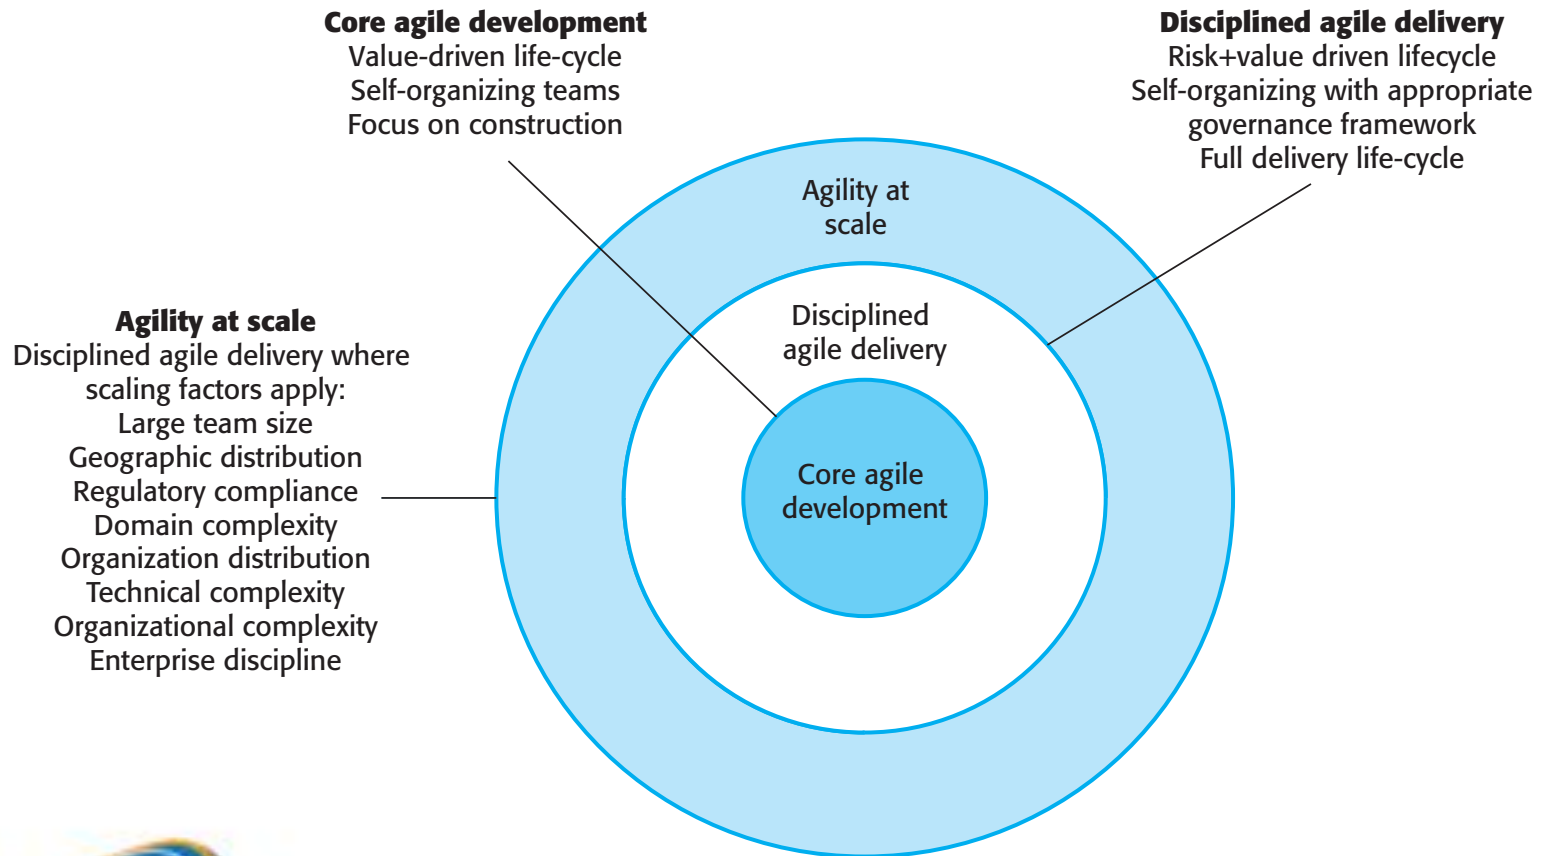 Core agile development
Value-driven life-cycle
Self-organizing teams
Focus on construction
Disciplined agile delivery
Risk+value driven lifecycle
Self-organizing with appropriate
governance framework
Full delivery life-cycle
Agility at scale
Disciplined agile delivery where
scaling factors apply:
Large team size
Geographic distribution
Regulatory compliance
Domain complexity
Organization distribution
Technical complexity
Organizational complexity
Enterprise discipline
Agility at
scale
Disciplined
agile delivery
Core agile
development